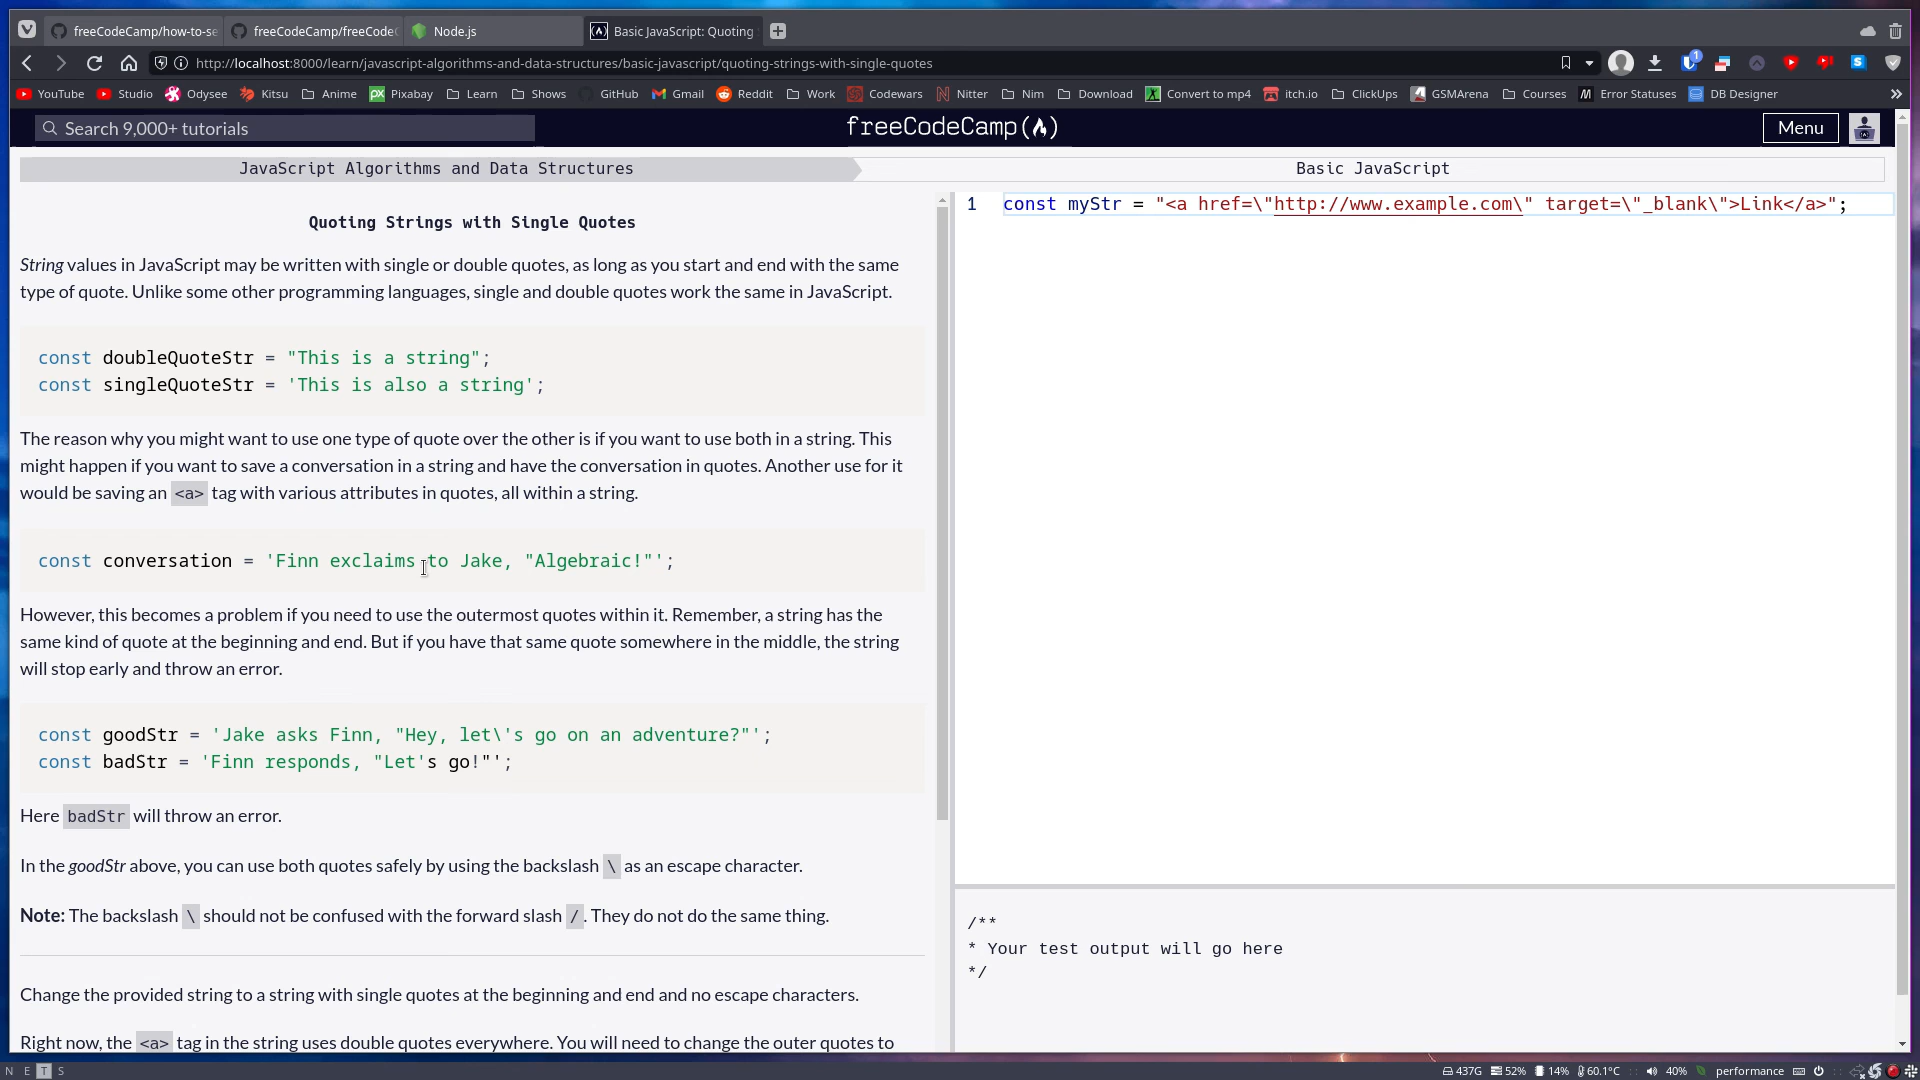 freeCodeCamp/how-to-se
freeCodeCamp/freeCodeC
Node.js
Basic JavaScript: Quoting
http://localhost:8000/learn/javascript-algorithms-and-data-structures/basic-javascript/quoting-strings-with-single-quotes
1
YouTube Studio Odysee Kitsu Anime Pixabay Learn Shows GitHub Gmail Reddit Work Codewars Nitter Nim Download Convert to mp4 itch.io ClickUps GSMArena Courses Error Statuses DB Designer
Search 9,000+ tutorials
freeCodeCamp
Menu
JavaScript Algorithms and Data Structures
Basic JavaScript
Quoting Strings with Single Quotes
String values in JavaScript may be written with single or double quotes, as long as you start and end with the same
type of quote. Unlike some other programming languages, single and double quotes work the same in JavaScript.
const doubleQuoteStr = "This is a string";
const singleQuoteStr = 'This is also a string';
The reason why you might want to use one type of quote over the other is if you want to use both in a string. This
might happen if you want to save a conversation in a string and have the conversation in quotes. Another use for it
would be saving an <a> tag with various attributes in quotes, all within a string.
const conversation = 'Finn exclaims to Jake, "Algebraic!"';
However, this becomes a problem if you need to use the outermost quotes within it. Remember, a string has the
same kind of quote at the beginning and end. But if you have that same quote somewhere in the middle, the string
will stop early and throw an error.
const goodStr = 'Jake asks Finn, "Hey, let\'s go on an adventure?"';
const badStr = 'Finn responds, "Let's go!"';
Here badStr will throw an error.
In the goodStr above, you can use both quotes safely by using the backslash \ as an escape character.
Note: The backslash \ should not be confused with the forward slash /. They do not do the same thing.
Change the provided string to a string with single quotes at the beginning and end and no escape characters.
Right now, the <a> tag in the string uses double quotes everywhere. You will need to change the outer quotes to
1 const myStr = "<a href=\"http://www.example.com\" target=\"_blank\">Link</a>";
/**
* Your test output will go here
*/
N E T S
437G 52% 14% 60.1°C 40% performance